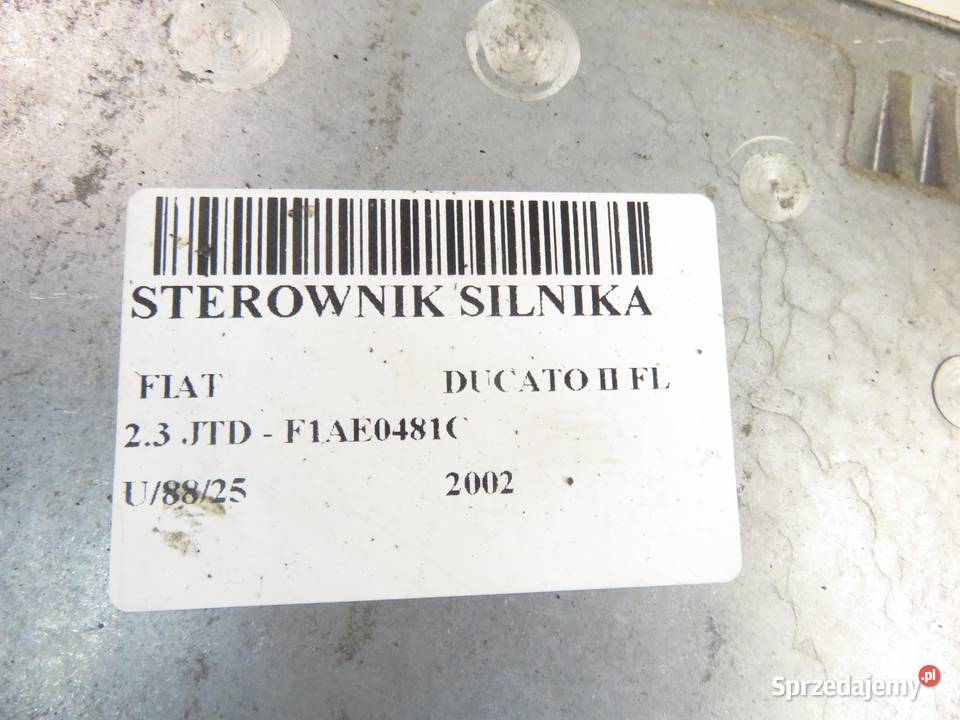 STEROWNIK SILNIKA
FIAT DUCATO II FL
2.3 JTD - F1AE0481C
U/88/25 2002
Sprzedajemy.pl